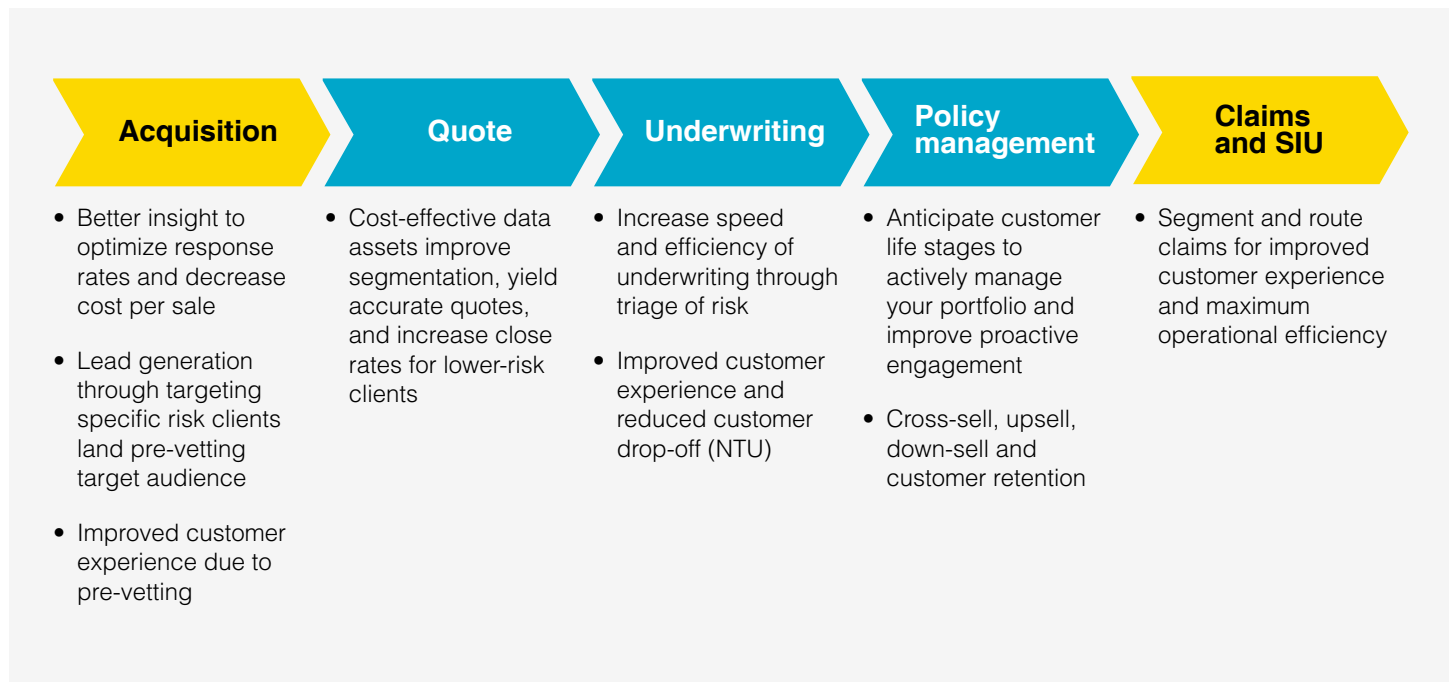 Acquisition
Quote
Underwriting
Policy
management
Claims
and SIU
• Better insight to
optimize response
rates and decrease
cost per sale
• Lead generation
through targeting
specific risk clients
land pre-vetting
target audience
• Improved customer
experience due to
pre-vetting
• Cost-effective data
assets improve
segmentation, yield
accurate quotes,
and increase close
rates for lower-risk
clients
• Increase speed
and efficiency of
underwriting through
triage of risk
• Improved customer
experience and
reduced customer
drop-off (NTU)
• Anticipate customer
life stages to
actively manage
your portfolio and
improve proactive
engagement
• Cross-sell, upsell,
down-sell and
customer retention
• Segment and route
claims for improved
customer experience
and maximum
operational efficiency